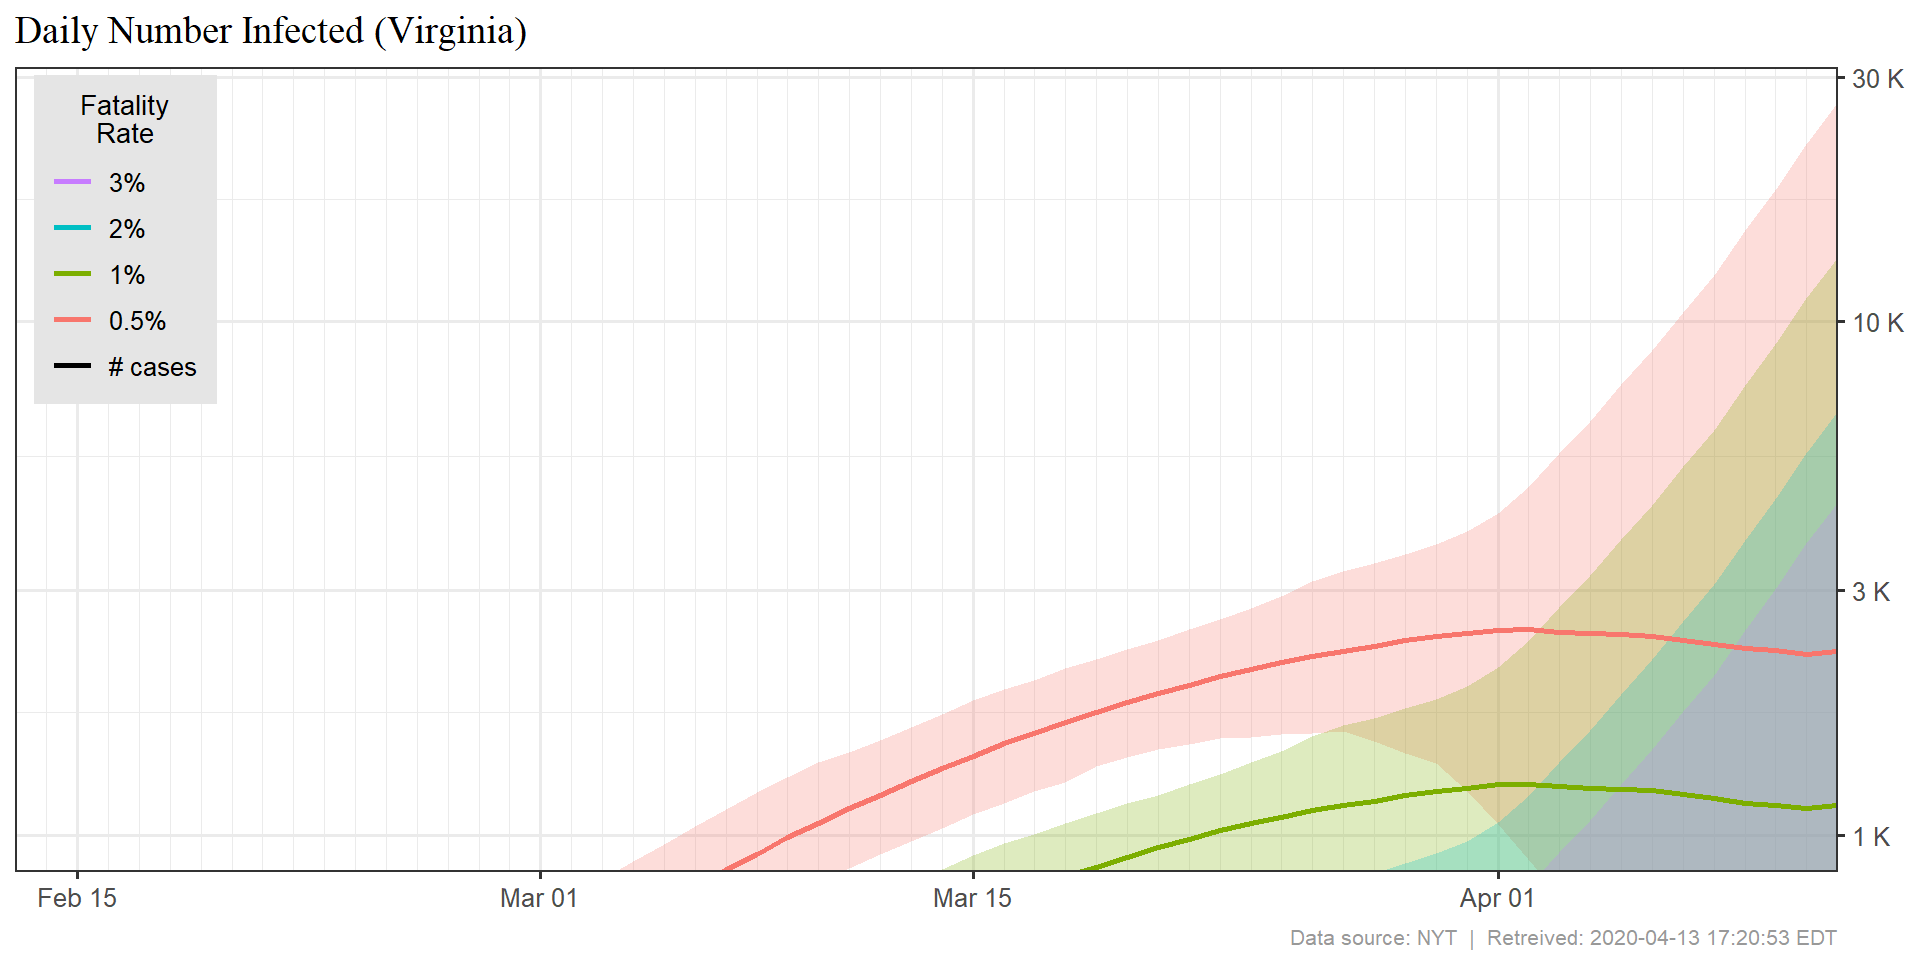 Daily Number Infected (Virginia)
Fatality
Rate
3%
2%
1%
0.5%
# cases
30 K
10 K
3 K
1 K
Feb 15
Mar 01
Mar 15
Apr 01
Data source: NYT | Retreived: 2020-04-13 17:20:53 EDT